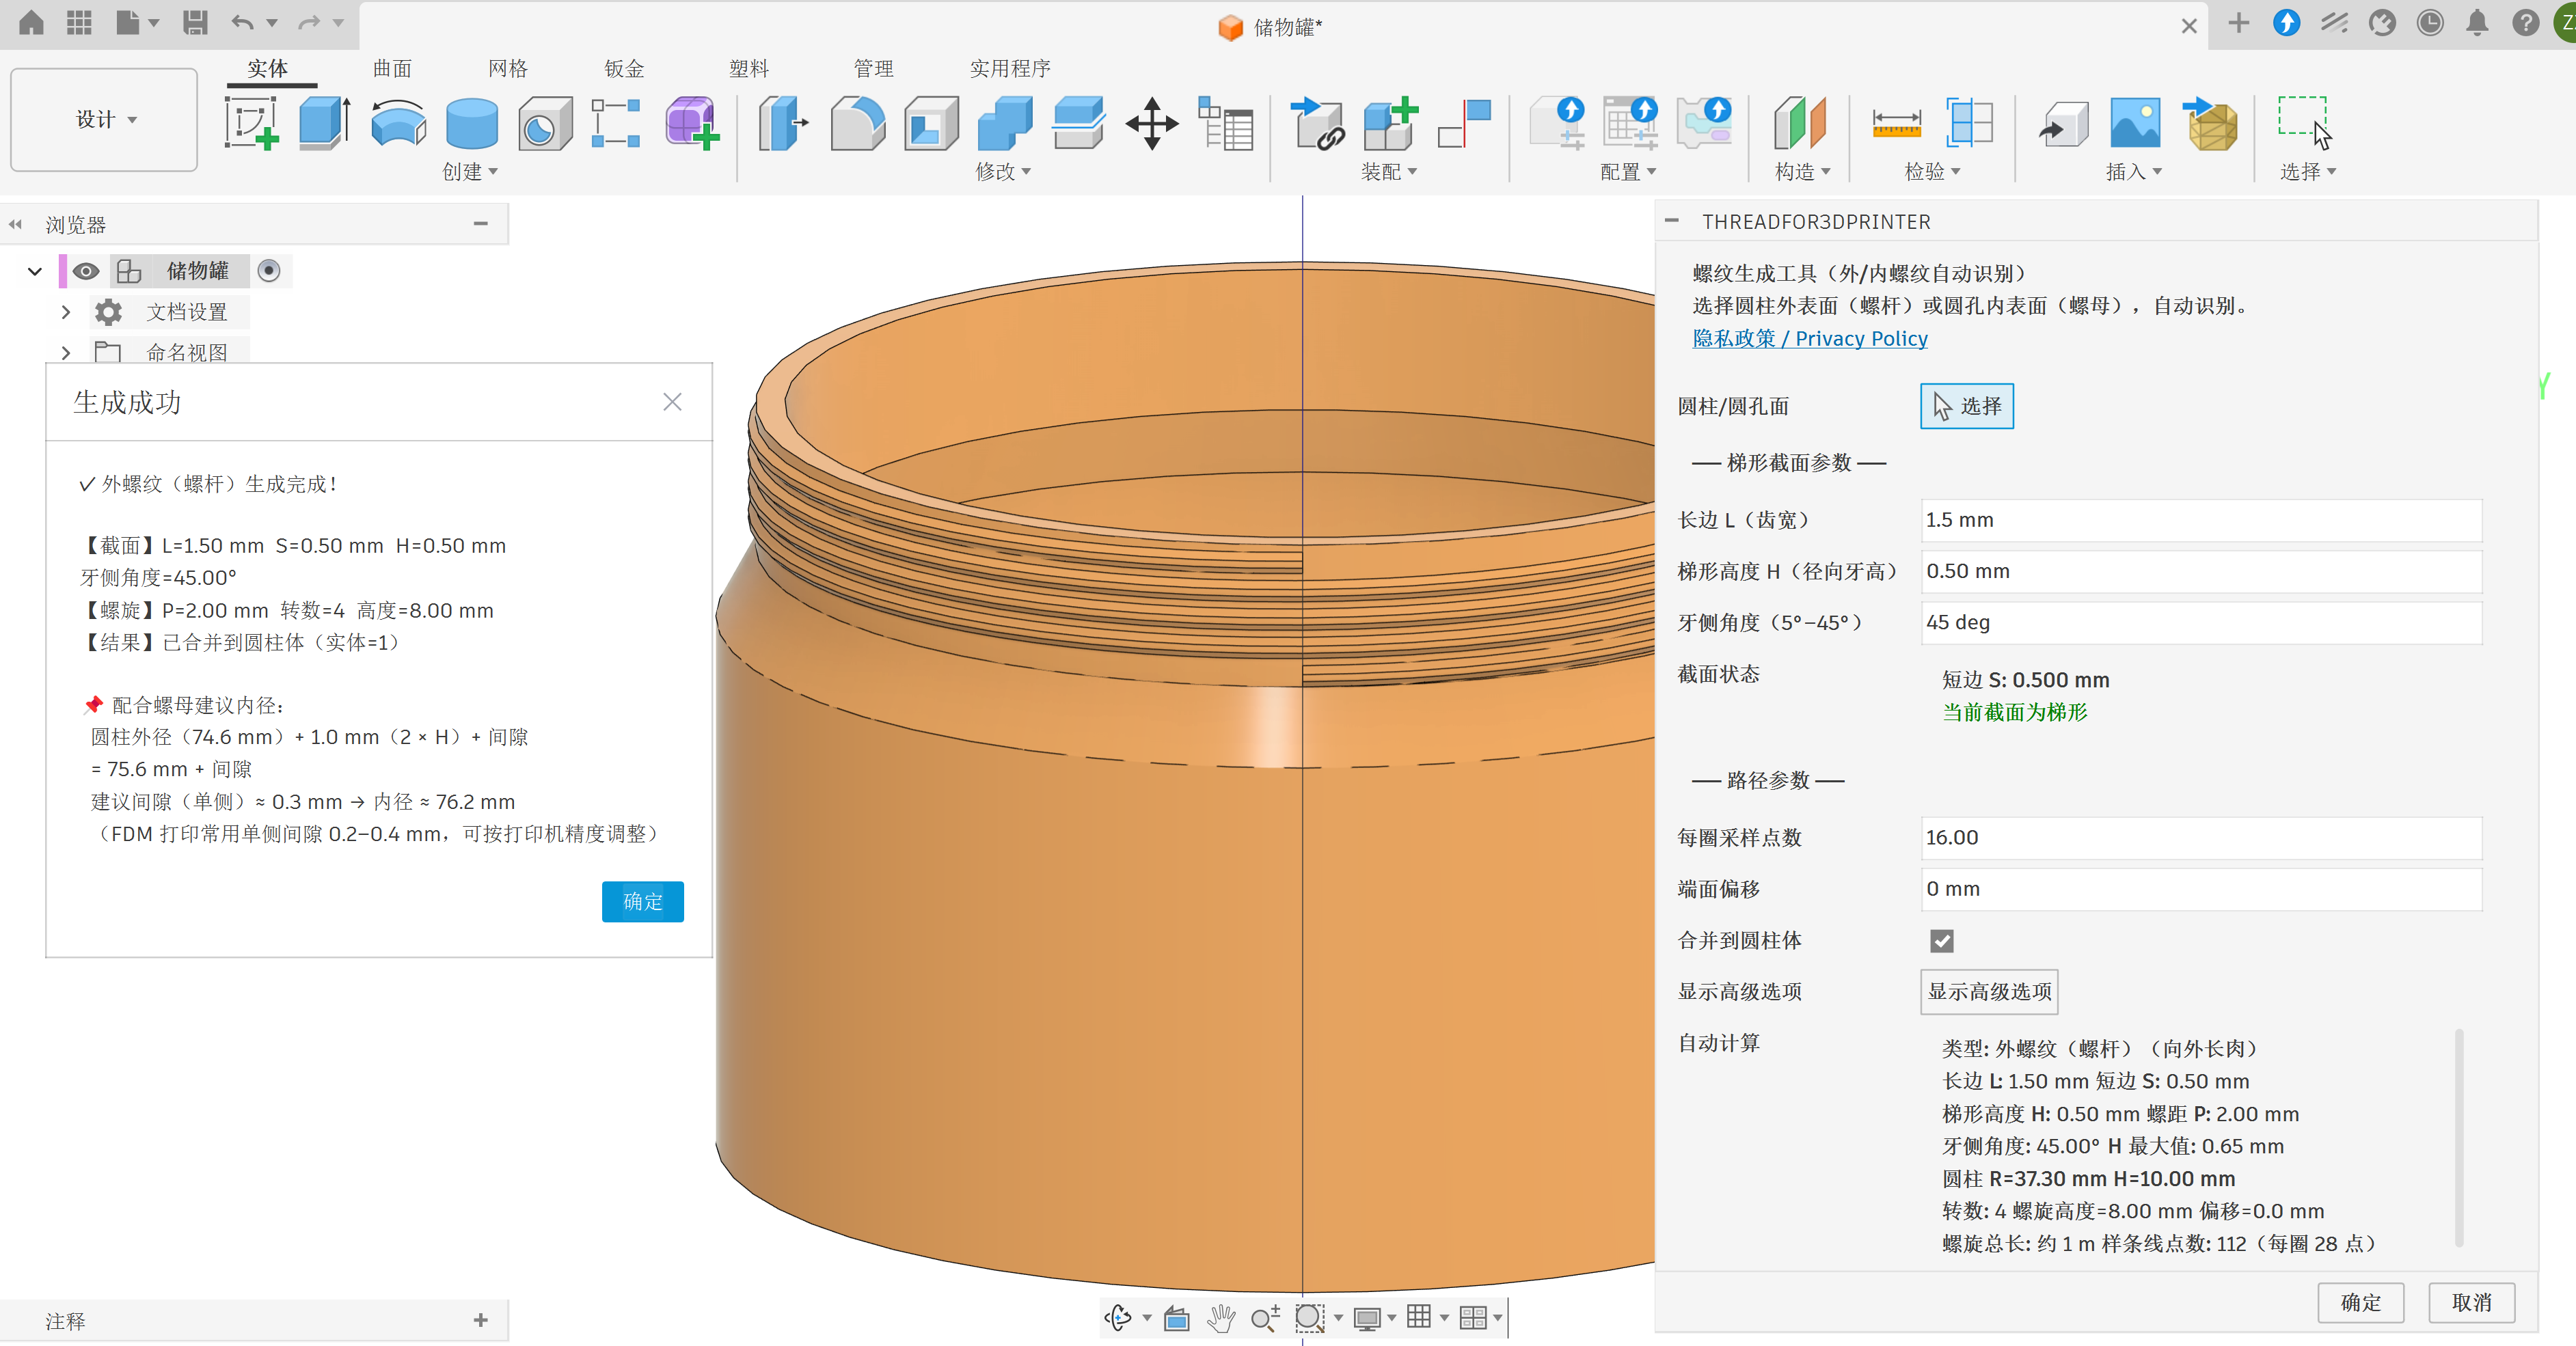 储物罐*
Z
实体 曲面 网格 钣金 塑料 管理 实用程序
设计
创建 修改 装配 配置 构造 检验 插入 选择
浏览器
储物罐
文档设置
命名视图
生成成功
✓ 外螺纹（螺杆）生成完成！
【截面】L=1.50 mm S=0.50 mm H=0.50 mm
牙侧角度=45.00°
【螺旋】P=2.00 mm 转数=4 高度=8.00 mm
【结果】已合并到圆柱体（实体=1）
📌 配合螺母建议内径：
圆柱外径（74.6 mm）+ 1.0 mm（2 × H）+ 间隙
= 75.6 mm + 间隙
建议间隙（单侧）≈ 0.3 mm → 内径 ≈ 76.2 mm
（FDM 打印常用单侧间隙 0.2–0.4 mm，可按打印机精度调整）
确定
注释
Y
THREADFOR3DPRINTER
螺纹生成工具（外/内螺纹自动识别）
选择圆柱外表面（螺杆）或圆孔内表面（螺母），自动识别。
隐私政策 / Privacy Policy
圆柱/圆孔面 选择
── 梯形截面参数 ──
长边 L（齿宽） 1.5 mm
梯形高度 H（径向牙高） 0.50 mm
牙侧角度（5°–45°） 45 deg
截面状态 短边 S: 0.500 mm
当前截面为梯形
── 路径参数 ──
每圈采样点数 16.00
端面偏移 0 mm
合并到圆柱体
显示高级选项 显示高级选项
自动计算
类型: 外螺纹（螺杆）（向外长肉）
长边 L: 1.50 mm 短边 S: 0.50 mm
梯形高度 H: 0.50 mm 螺距 P: 2.00 mm
牙侧角度: 45.00° H 最大值: 0.65 mm
圆柱 R=37.30 mm H=10.00 mm
转数: 4 螺旋高度=8.00 mm 偏移=0.0 mm
螺旋总长: 约 1 m 样条线点数: 112（每圈 28 点）
确定 取消